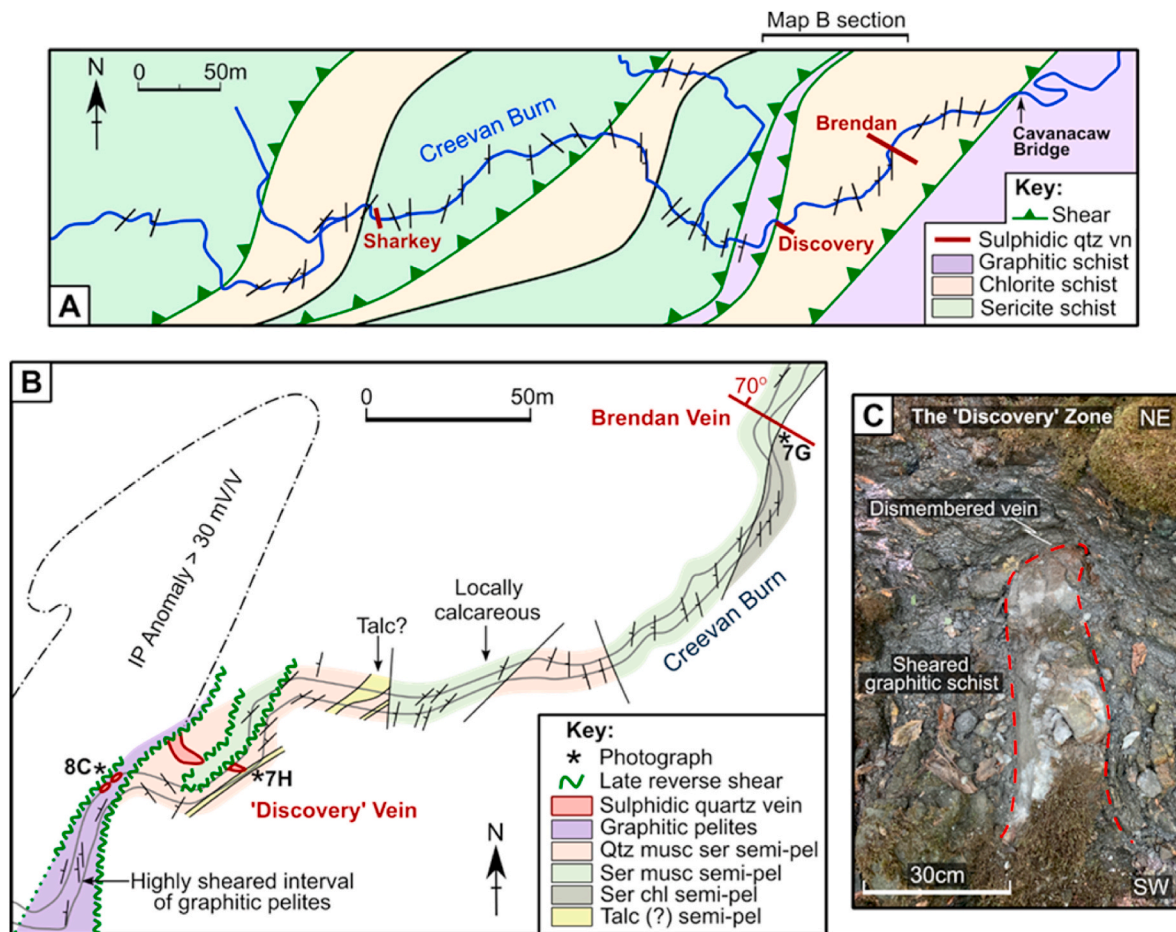 Map B section
N
0 50m
Creevan Burn
Brendan
Cavanacaw
Bridge
Sharkey
Discovery
Key:
Shear
Sulphidic qtz vn
Graphitic schist
Chlorite schist
Sericite schist
A
B
0 50m
70°
Brendan Vein
*
7G
IP Anomaly > 30 mV/V
Talc?
Locally
calcareous
Creevan Burn
8C*
*7H
'Discovery' Vein
Highly sheared interval
of graphitic pelites
N
Key:
* Photograph
Late reverse shear
Sulphidic quartz vein
Graphitic pelites
Qtz musc ser semi-pel
Ser musc semi-pel
Ser chl semi-pel
Talc (?) semi-pel
C
The 'Discovery' Zone
NE
Dismembered vein
Sheared
graphitic schist
30cm
SW